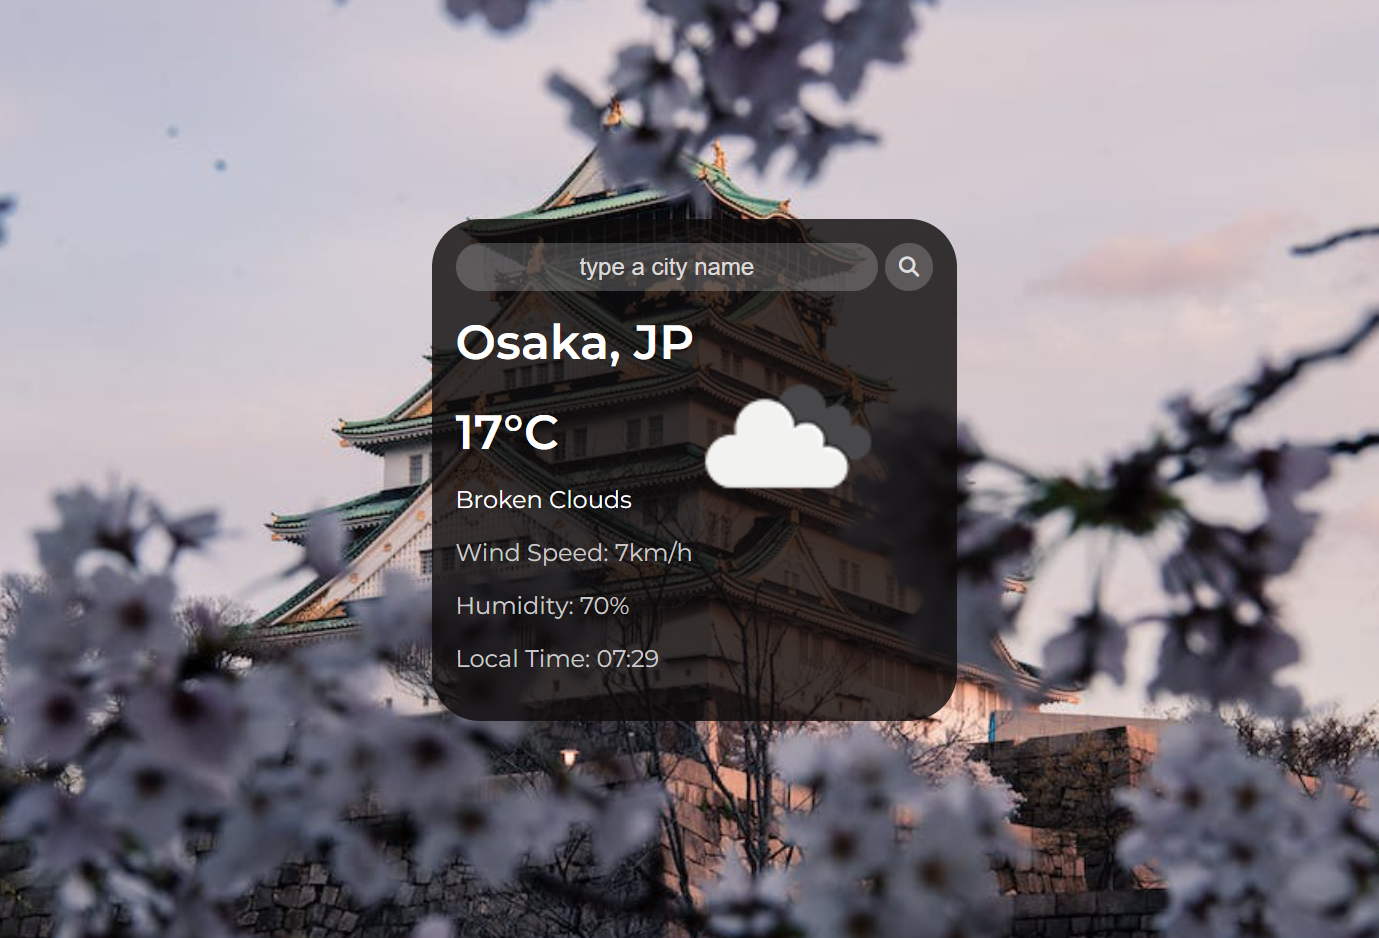 type a city name
Osaka, JP
17°C
Broken Clouds
Wind Speed: 7km/h
Humidity: 70%
Local Time: 07:29